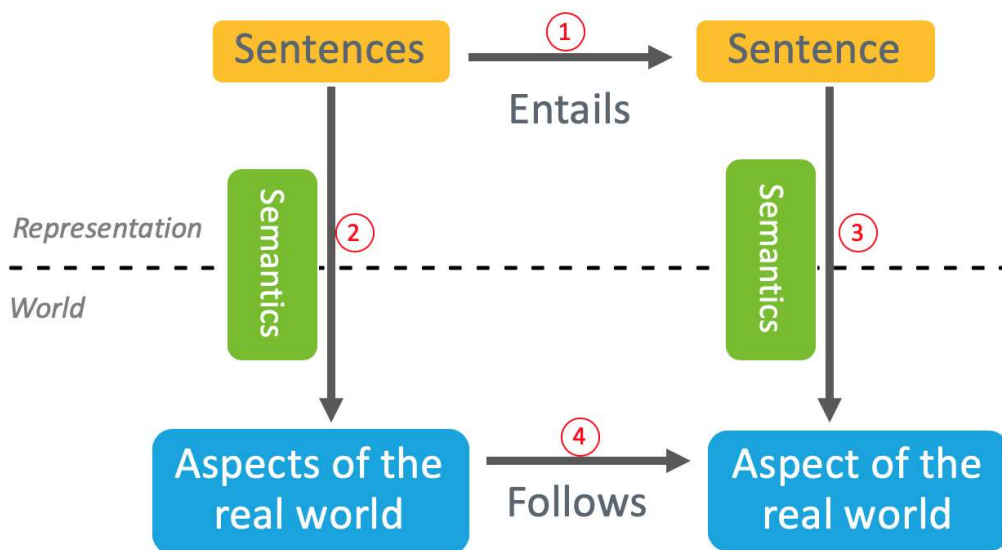 Sentences
1
Sentence
Entails
Semantics
Semantics
Representation
2
3
World
Aspects of the
real world
4
Aspect of the
real world
Follows